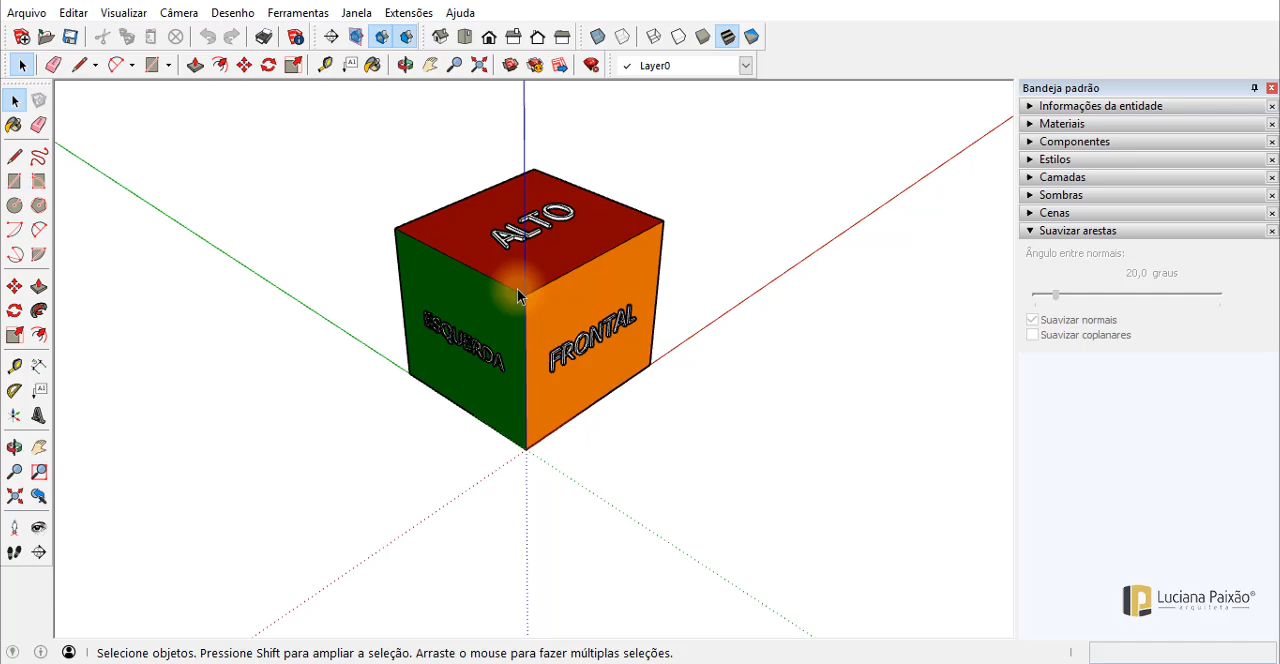 Arquivo Editar Visualizar Câmera Desenho Ferramentas Janela Extensões Ajuda
Layer0
Bandeja padrão
Informações da entidade
Materiais
Componentes
Estilos
Camadas
Sombras
Cenas
Suavizar arestas
Ângulo entre normais:
20,0 graus
Suavizar normais
Suavizar coplanares
ALTO
ESQUERDA
FRONTAL
Luciana Paixão®
arquiteta
Selecione objetos. Pressione Shift para ampliar a seleção. Arraste o mouse para fazer múltiplas seleções.